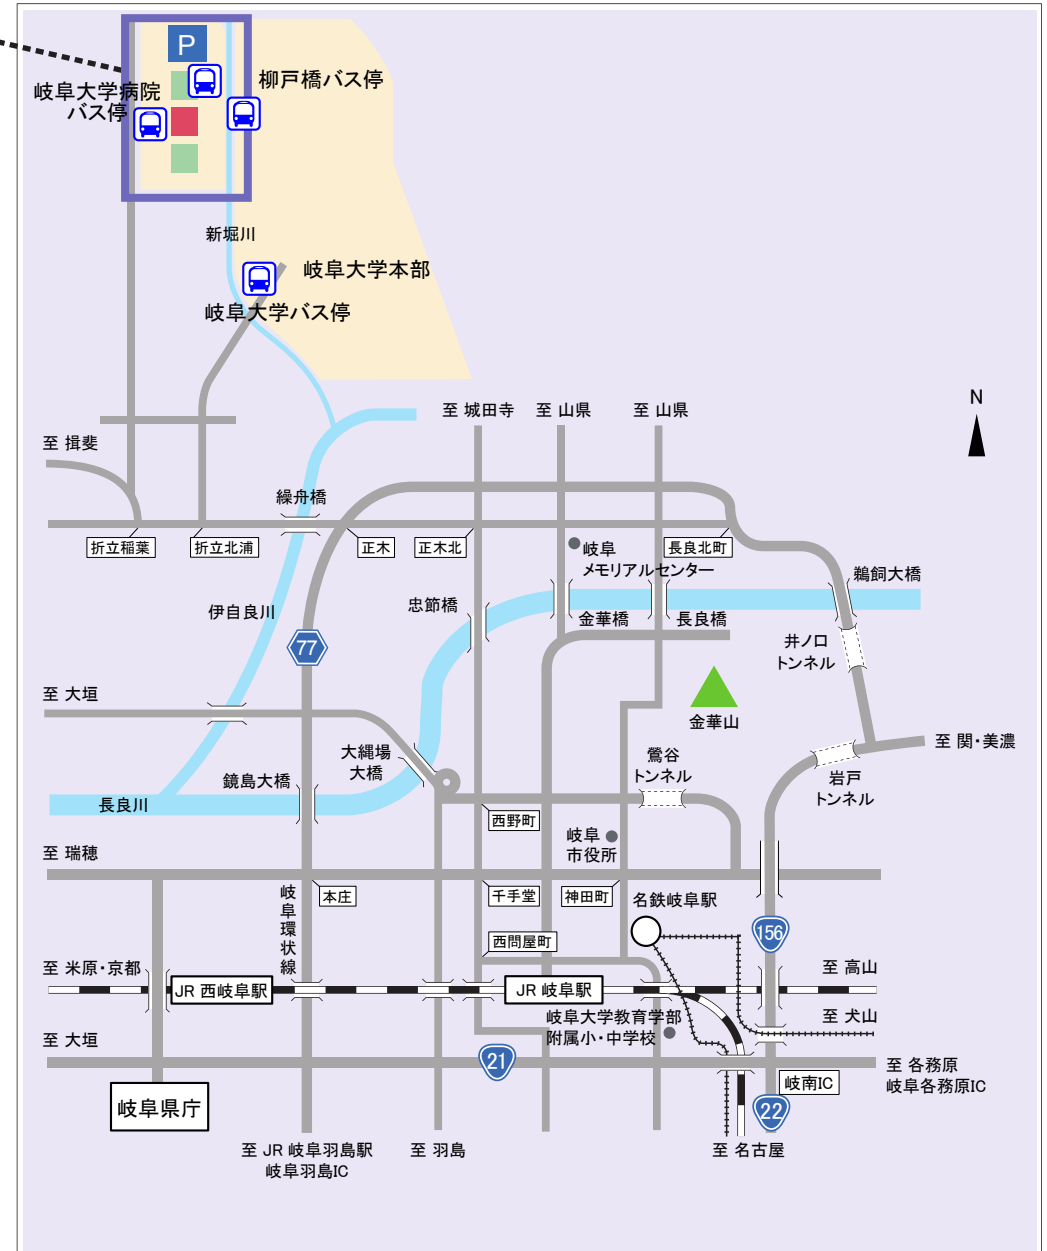 P
岐阜大学病院
バス停
柳戸橋バス停
新堀川
岐阜大学本部
岐阜大学バス停
N
至 城田寺
至 山県
至 山県
至 揖斐
繰舟橋
折立稲葉
折立北浦
正木
正木北
長良北町
岐阜
メモリアルセンター
鵜飼大橋
伊自良川
忠節橋
金華橋
長良橋
77
井ノ口
トンネル
至 大垣
金華山
至 関・美濃
大縄場
大橋
鶯谷
トンネル
鏡島大橋
岩戸
トンネル
長良川
西野町
岐阜
市役所
至 瑞穂
岐阜環状線
本庄
千手堂
神田町
名鉄岐阜駅
156
西問屋町
至 米原・京都
至 高山
JR 西岐阜駅
JR 岐阜駅
岐阜大学教育学部
附属小・中学校
至 犬山
至 大垣
21
至 各務原
岐阜各務原IC
岐南IC
岐阜県庁
22
至 JR 岐阜羽島駅
岐阜羽島IC
至 羽島
至 名古屋